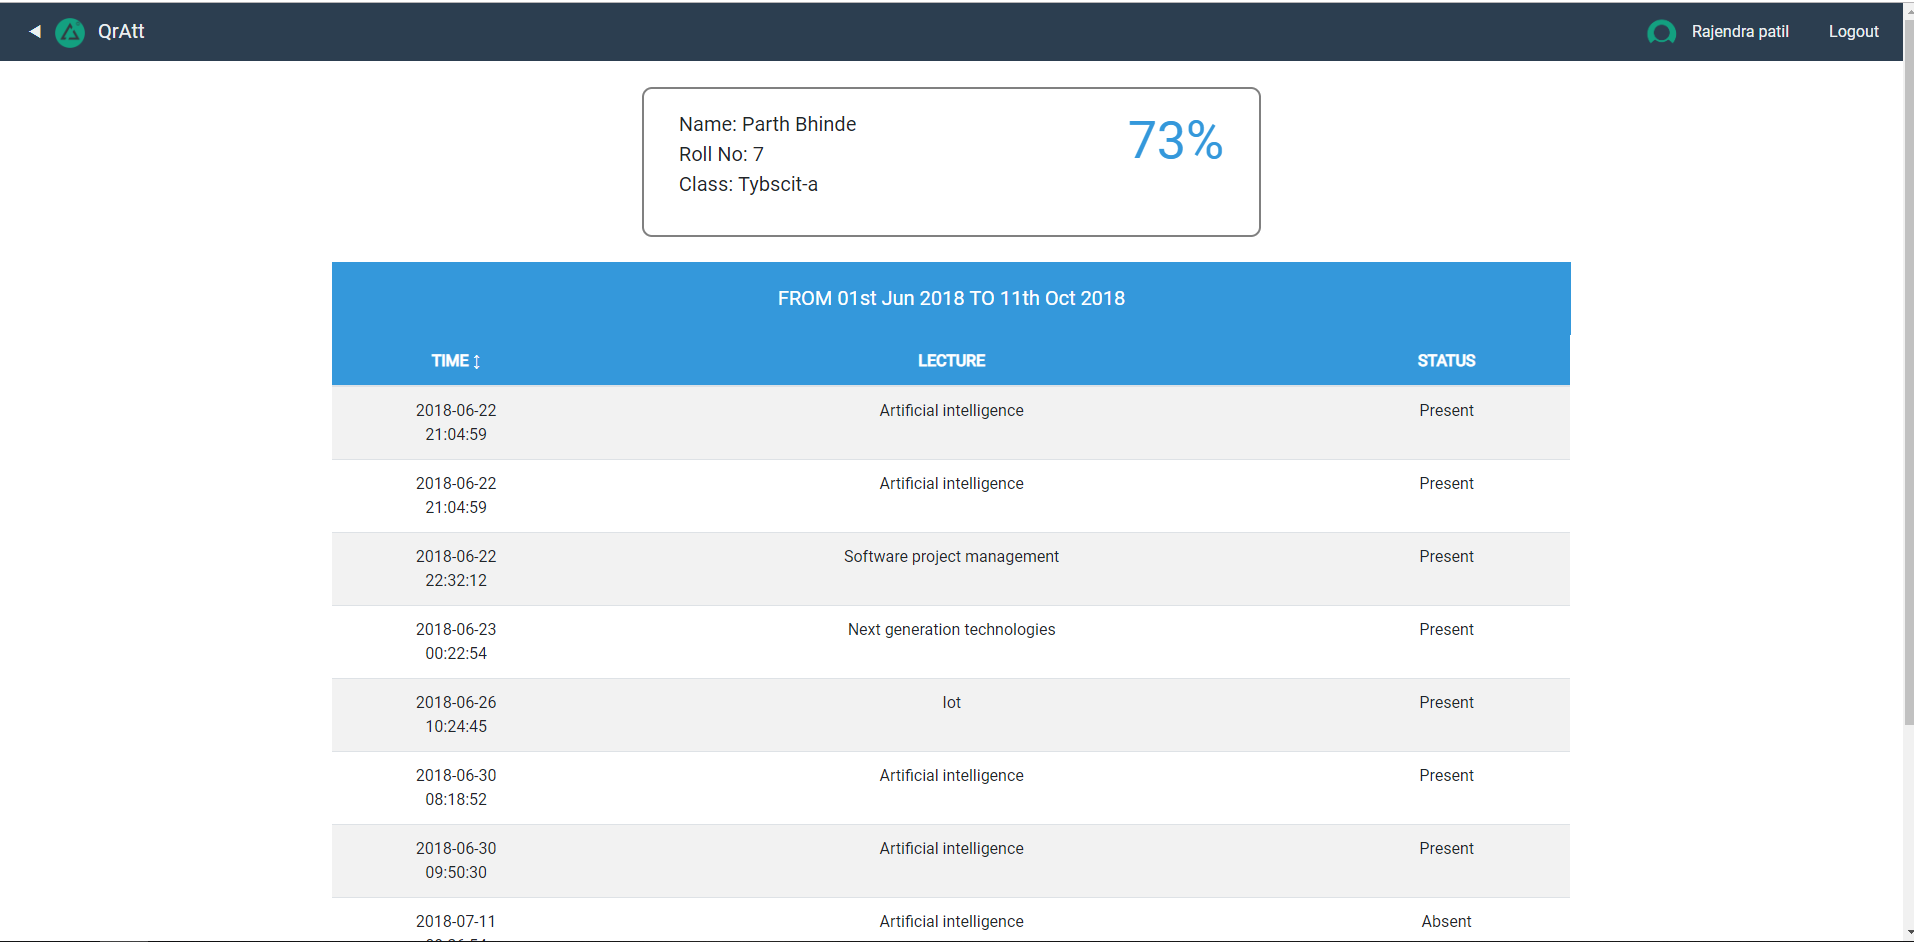 QrAtt
Rajendra patil
Logout
Name: Parth Bhinde
73%
Roll No: 7
Class: Tybscit-a
FROM 01st Jun 2018 TO 11th Oct 2018
TIME LECTURE STATUS
2018-06-22 Artificial intelligence Present
21:04:59
2018-06-22 Artificial intelligence Present
21:04:59
2018-06-22 Software project management Present
22:32:12
2018-06-23 Next generation technologies Present
00:22:54
2018-06-26 Iot Present
10:24:45
2018-06-30 Artificial intelligence Present
08:18:52
2018-06-30 Artificial intelligence Present
09:50:30
2018-07-11 Artificial intelligence Absent